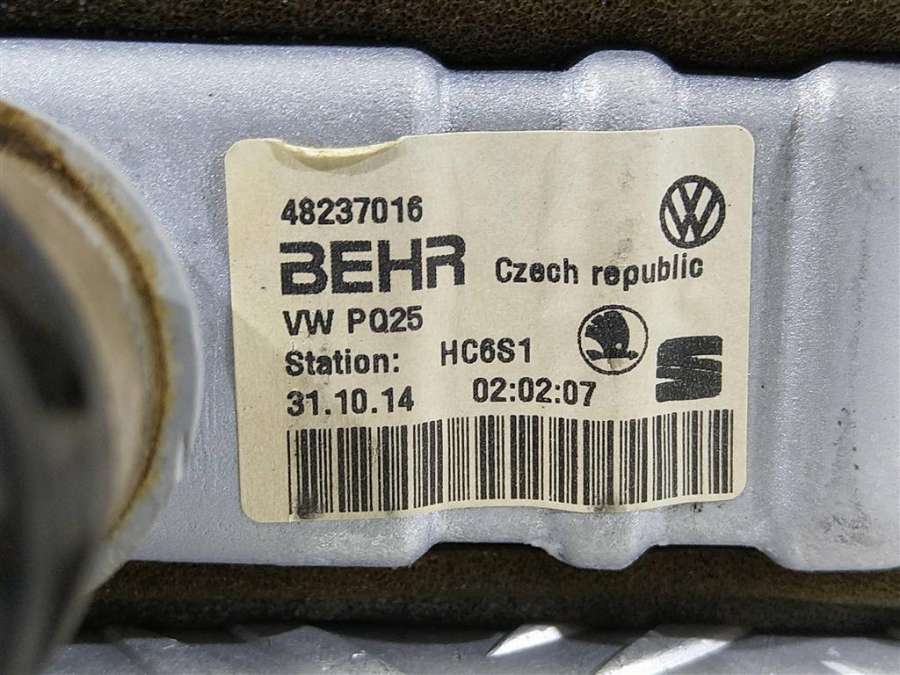 48237016
BEHR Czech republic
VW PQ25
Station: HC6S1
31.10.14 02:02:07